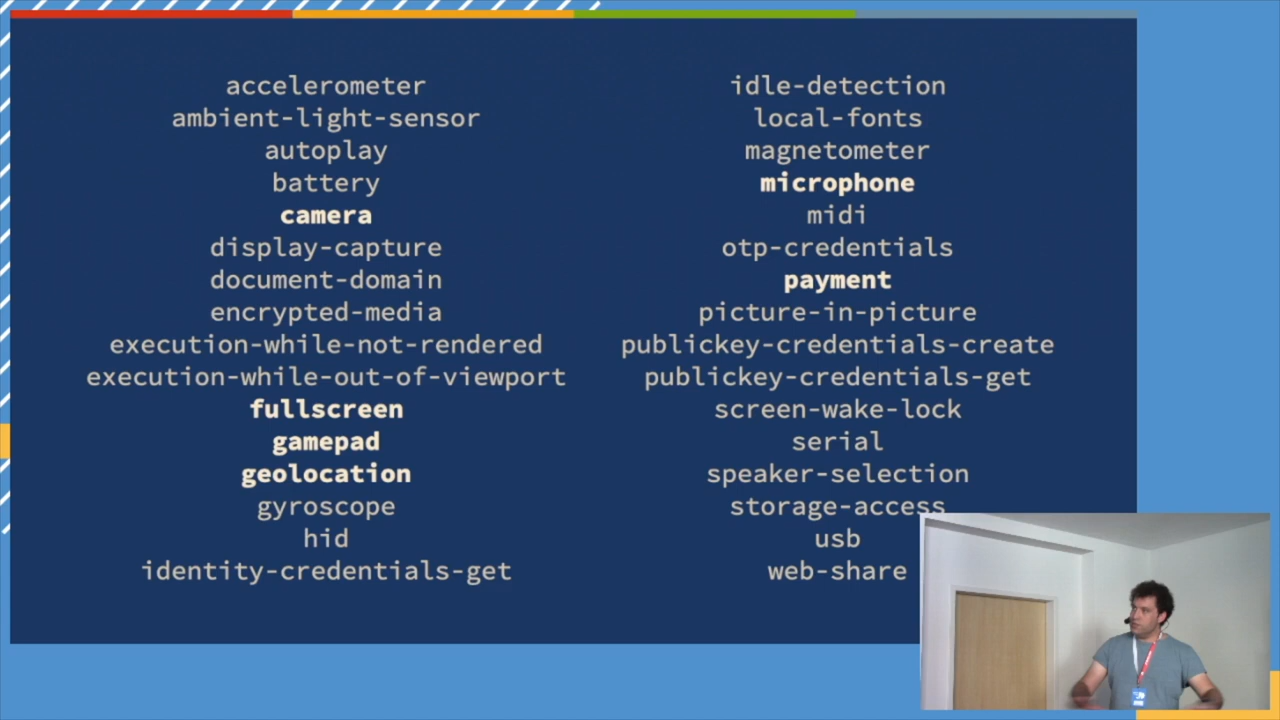 accelerometer
ambient-light-sensor
autoplay
battery
camera
display-capture
document-domain
encrypted-media
execution-while-not-rendered
execution-while-out-of-viewport
fullscreen
gamepad
geolocation
gyroscope
hid
identity-credentials-get
idle-detection
local-fonts
magnetometer
microphone
midi
otp-credentials
payment
picture-in-picture
publickey-credentials-create
publickey-credentials-get
screen-wake-lock
serial
speaker-selection
storage-access
usb
web-share